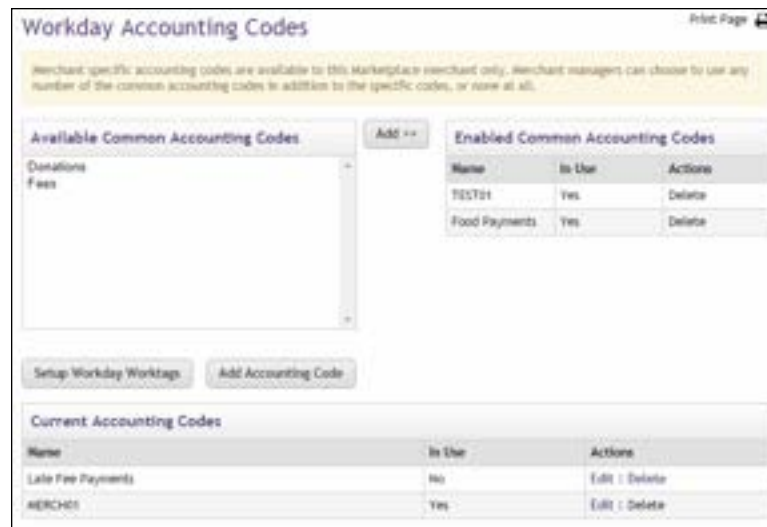 Workday Accounting Codes
Print Page
Merchant specific accounting codes are available to this Marketplace merchant only. Merchant managers can choose to use any
number of the common accounting codes in addition to the specific codes, or none at all.
Available Common Accounting Codes
Add >>
Enabled Common Accounting Codes
Donations
Fees
Name In Use Actions
TEST01 Yes Delete
Food Payments Yes Delete
Setup Workday Worktags
Add Accounting Code
Current Accounting Codes
Name In Use Actions
Late Fee Payments No Edit | Delete
MERCH01 Yes Edit | Delete